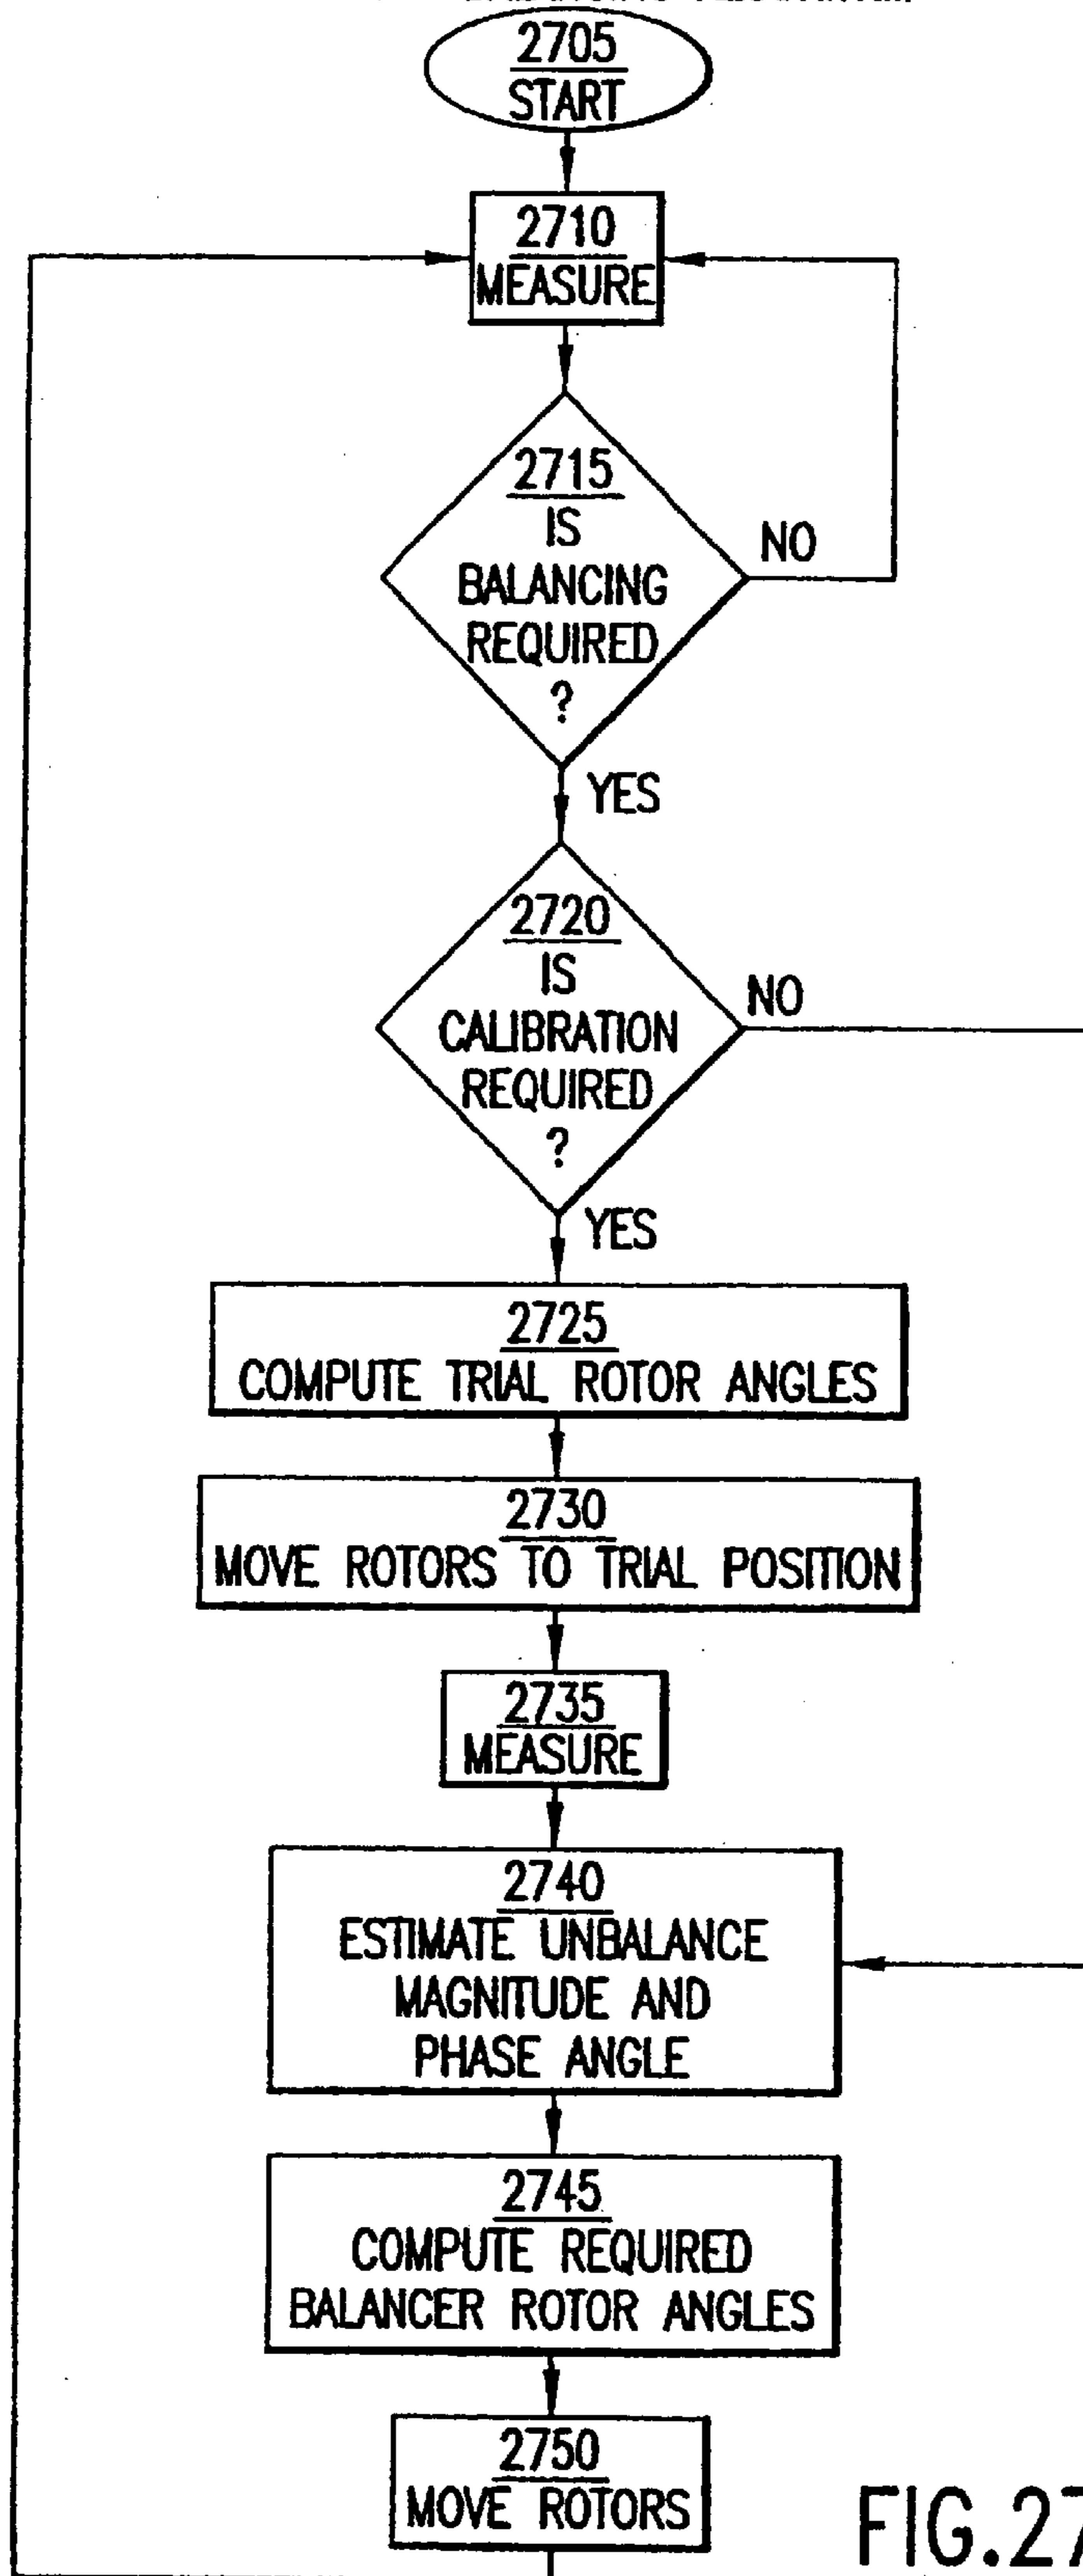 2705
START
2710
MEASURE
2715
IS
BALANCING
REQUIRED
?
NO
YES
2720
IS
CALIBRATION
REQUIRED
?
NO
YES
2725
COMPUTE TRIAL ROTOR ANGLES
2730
MOVE ROTORS TO TRIAL POSITION
2735
MEASURE
2740
ESTIMATE UNBALANCE
MAGNITUDE AND
PHASE ANGLE
2745
COMPUTE REQUIRED
BALANCER ROTOR ANGLES
2750
MOVE ROTORS
FIG.27